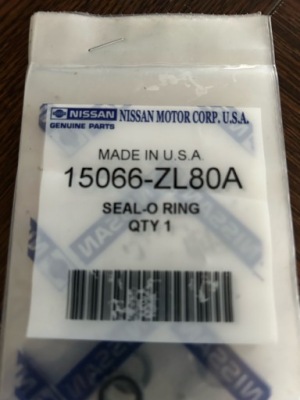 NISSAN NISSAN MOTOR CORP. U.S.A.
GENUINE PARTS
MADE IN U.S.A
15066-ZL80A
SEAL-O RING
QTY 1